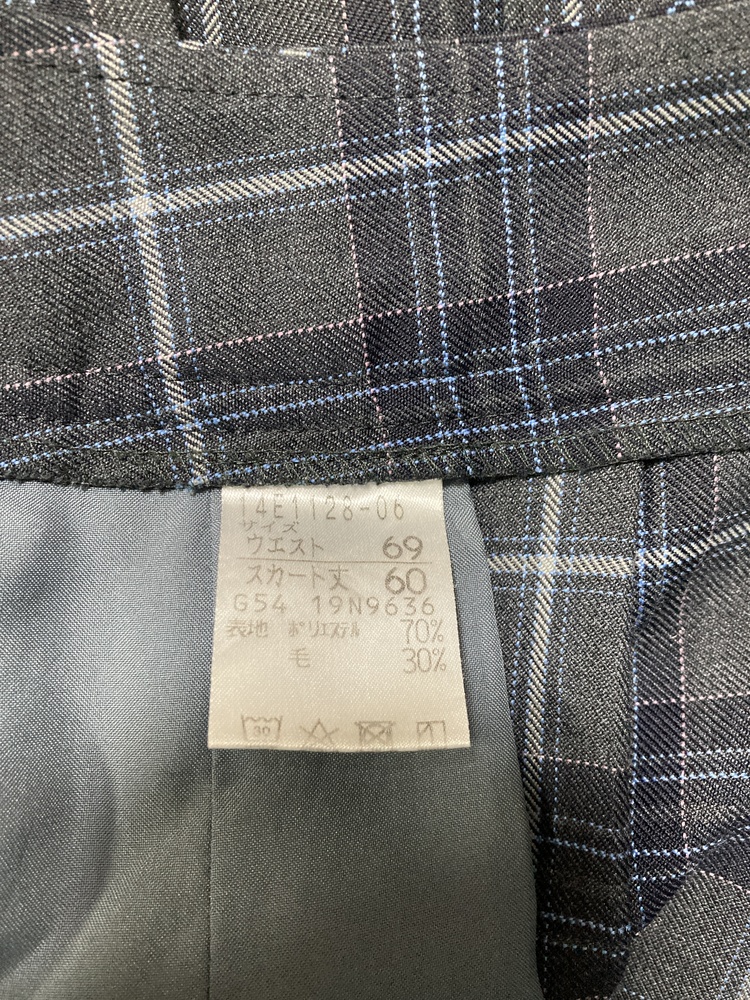 14E1128-06
サイズ
ウエスト 69
スカート丈 60
G54 19N9636
表地 ポリエステル 70%
毛 30%
30